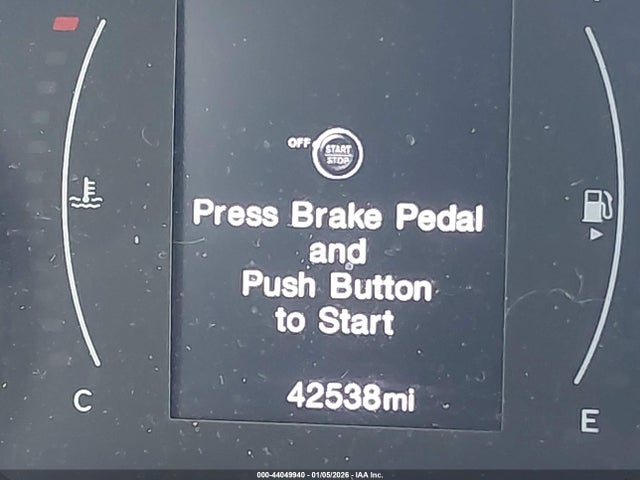 OFF
START
STOP
Press Brake Pedal
and
Push Button
to Start
42538mi
C
E
000-44049940 - 01/05/2026 - IAA Inc.